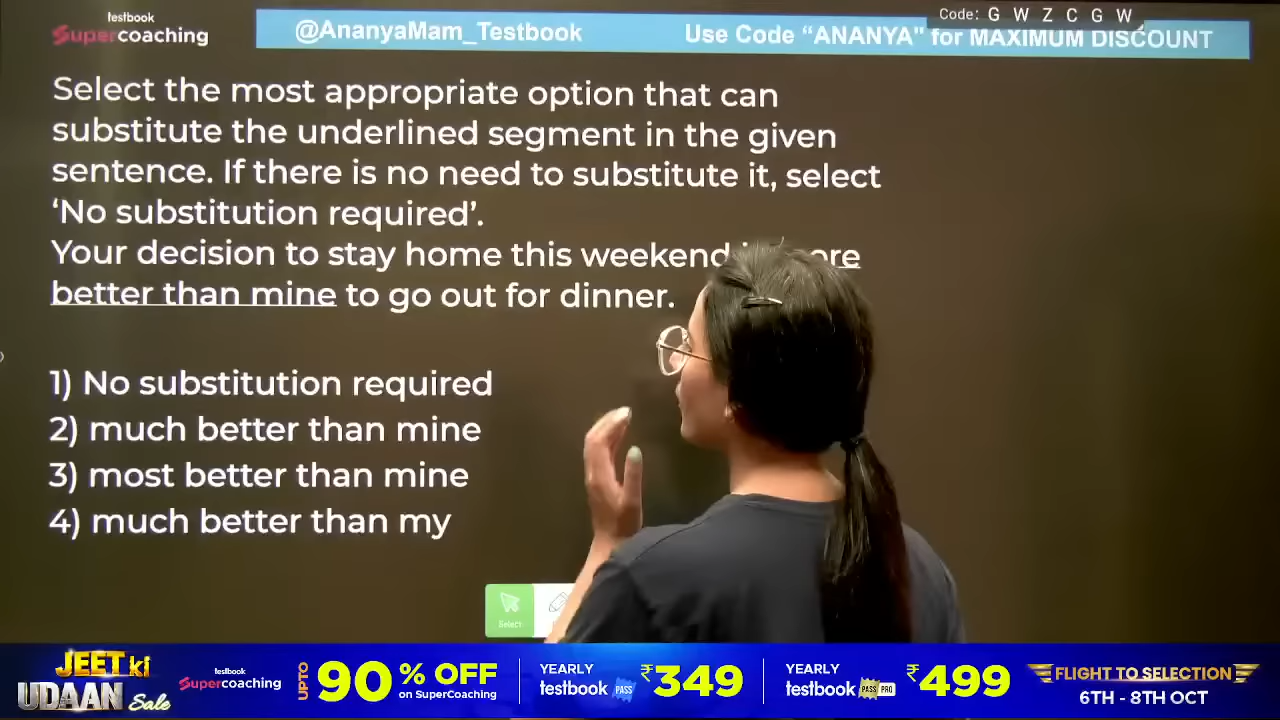 testbook
Supercoaching
@AnanyaMam_Testbook
Use Code “ANANYA" for MAXIMUM DISCOUNT
Code: G W Z C G W
Select the most appropriate option that can
substitute the underlined segment in the given
sentence. If there is no need to substitute it, select
‘No substitution required’.
Your decision to stay home this weekend
better than mine to go out for dinner.
1) No substitution required
2) much better than mine
3) most better than mine
4) much better than my
Select
JEET ki
UDAAN Sale
testbook
Supercoaching
UPTO 90% OFF
on SuperCoaching
YEARLY
testbook PASS
₹349
YEARLY
testbook PASS PRO
₹499
FLIGHT TO SELECTION
6TH - 8TH OCT